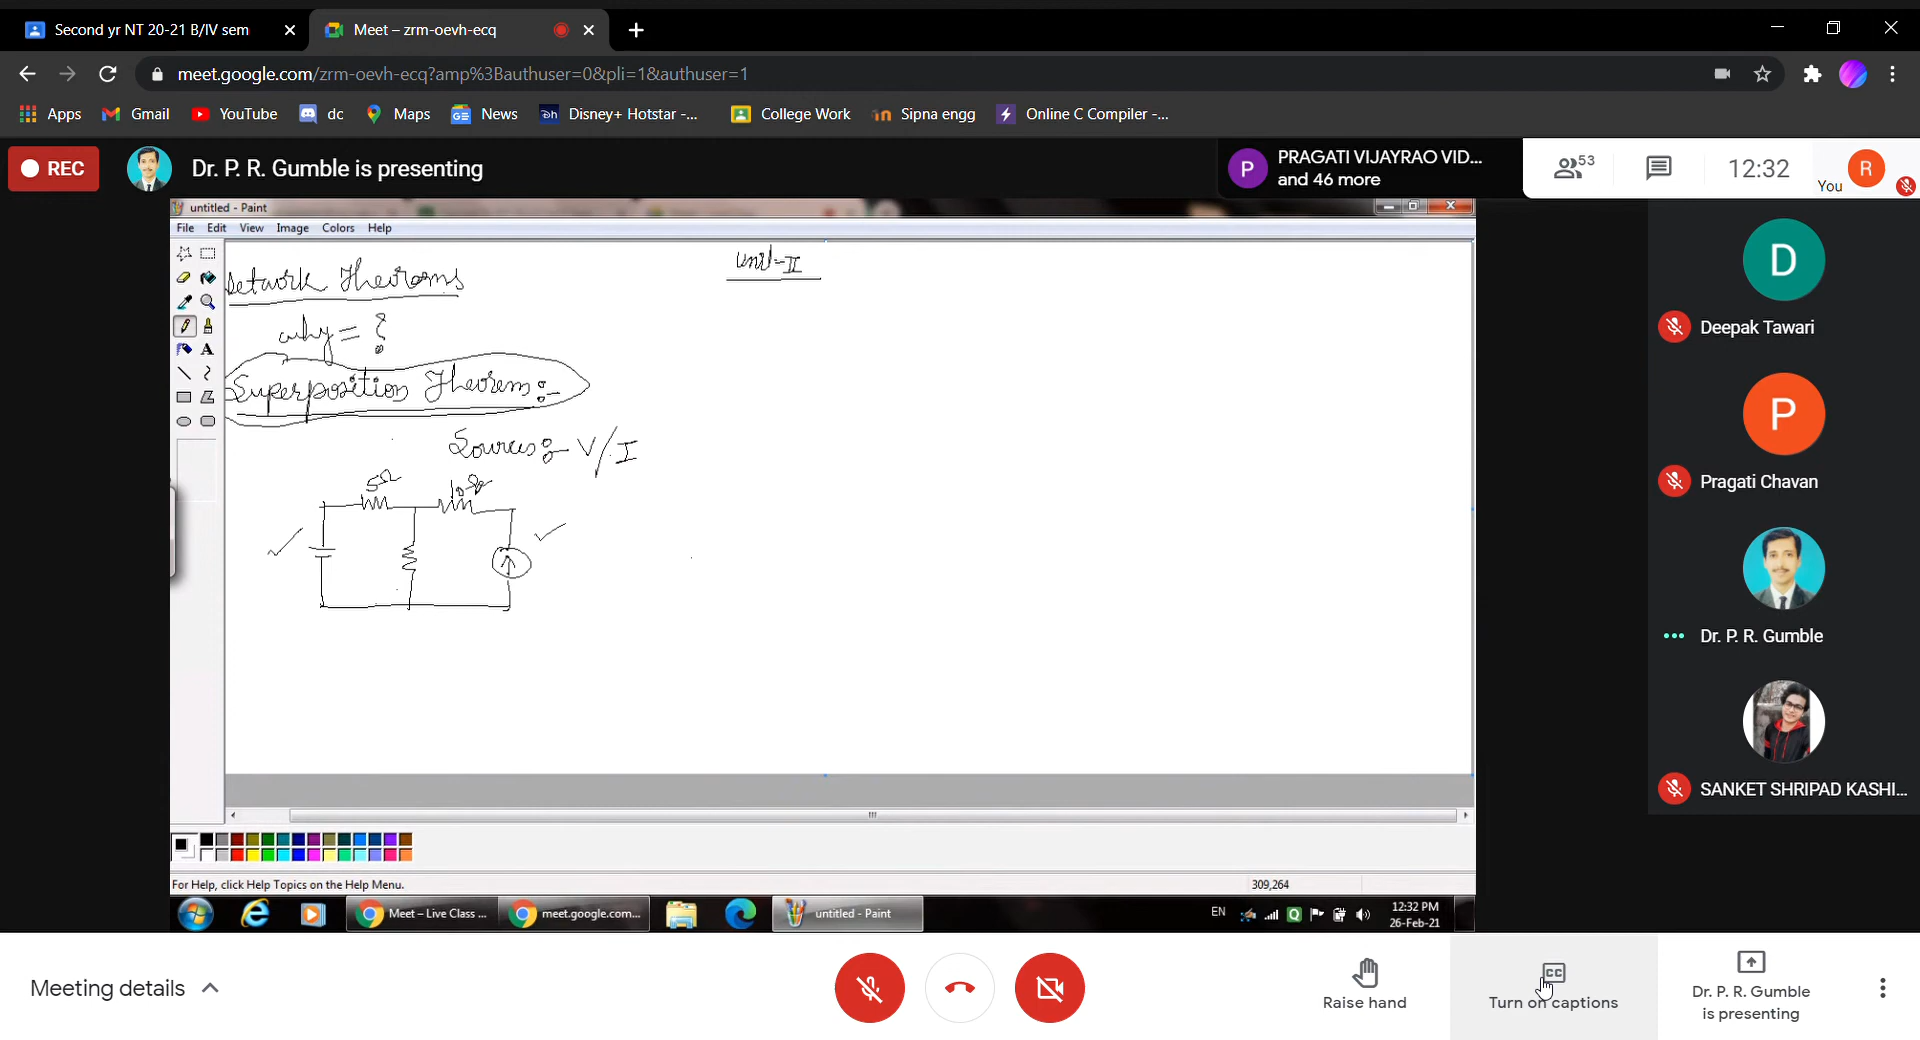 Second yr NT 20-21 B/IV sem
Meet – zrm-oevh-ecq
meet.google.com/zrm-oevh-ecq?amp%3Bauthuser=0&pli=1&authuser=1
Apps Gmail YouTube dc Maps News Disney+ Hotstar -... College Work Sipna engg Online C Compiler -...
REC
Dr. P. R. Gumble is presenting
P
PRAGATI VIJAYRAO VID...
and 46 more
53
12:32
You
R
untitled - Paint
File Edit View Image Colors Help
Network Theorems
Unit-II
why = ?
Superposition Theorem:-
Sources:- V/I
5Ω 10Ω
For Help, click Help Topics on the Help Menu.
309,264
Meet – Live Class ...
meet.google.com...
untitled - Paint
EN
12:32 PM
26-Feb-21
D
Deepak Tawari
P
Pragati Chavan
Dr. P. R. Gumble
SANKET SHRIPAD KASHI...
Meeting details
Raise hand
CC
Turn on captions
Dr. P. R. Gumble
is presenting